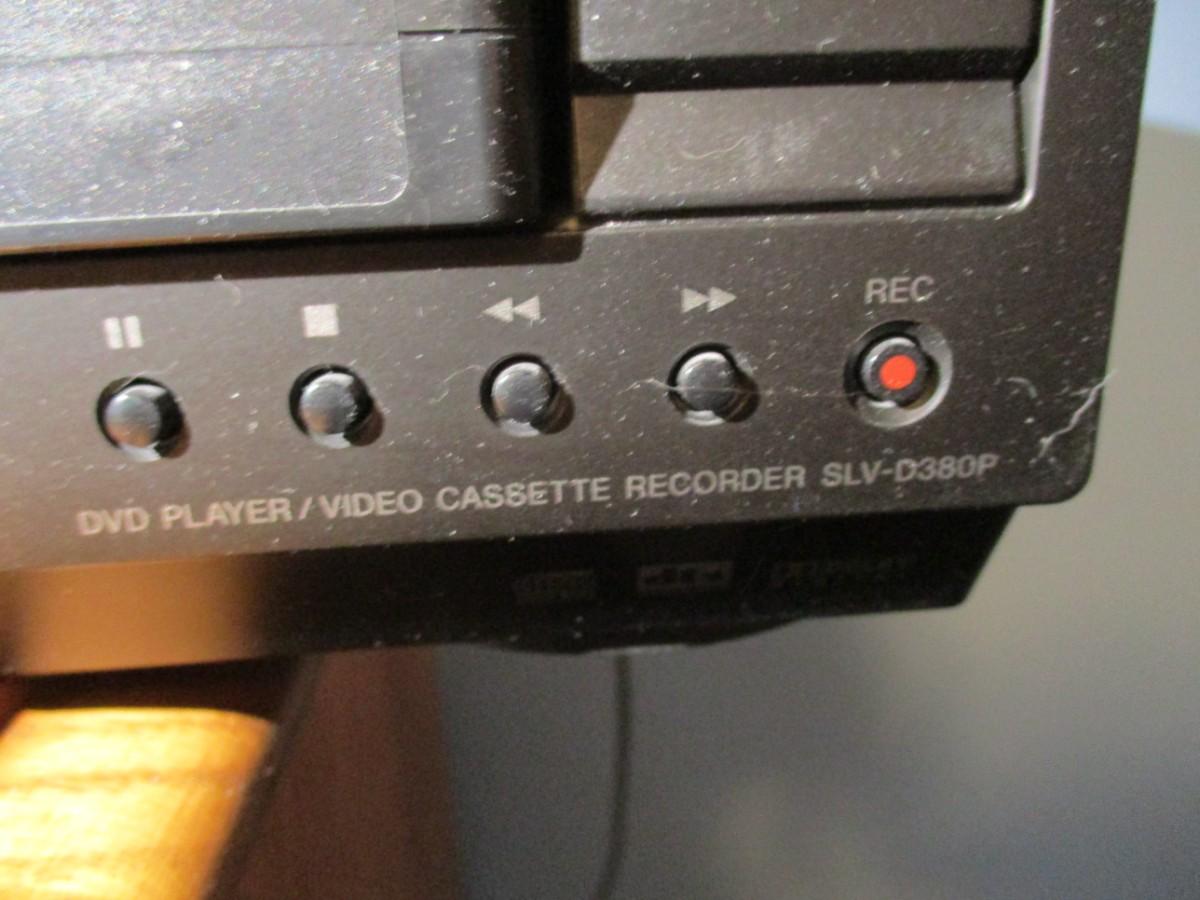 REC
DVD PLAYER / VIDEO CASSETTE RECORDER SLV-D380P